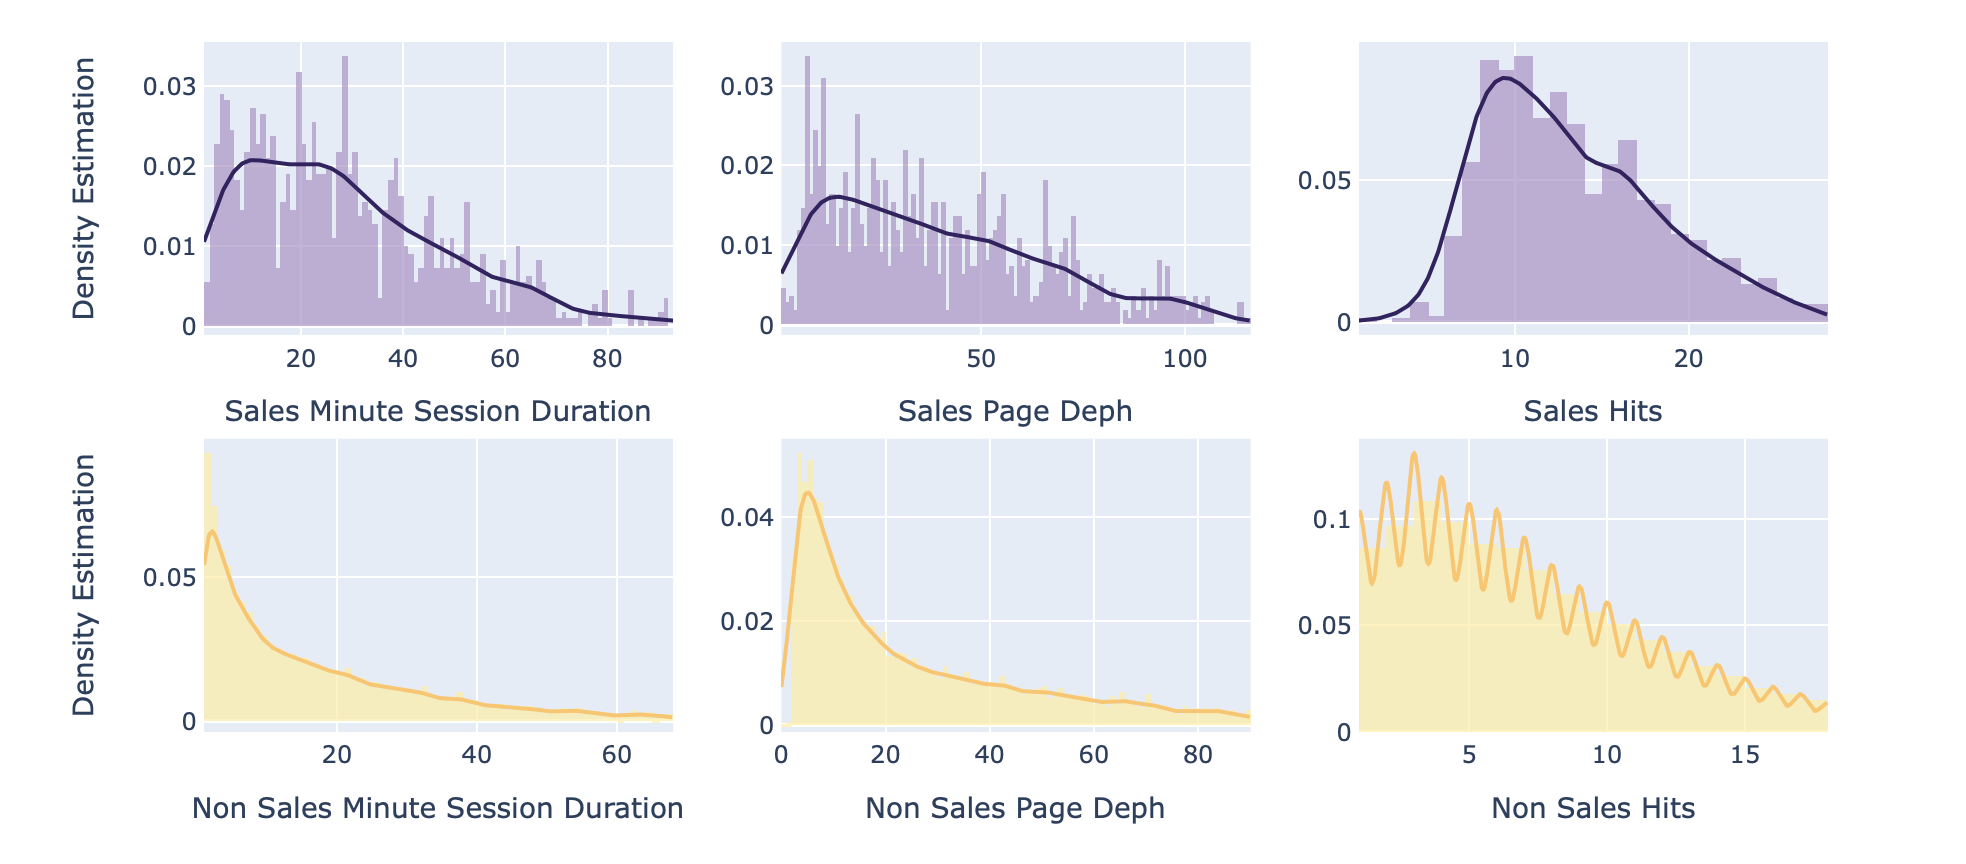 Density Estimation
0.03
0.02
0.01
0
20 40 60 80
Sales Minute Session Duration
0.03
0.02
0.01
0
50 100
Sales Page Deph
0.05
0
10 20
Sales Hits
Density Estimation
0.05
0
20 40 60
Non Sales Minute Session Duration
0.04
0.02
0
0 20 40 60 80
Non Sales Page Deph
0.1
0.05
0
5 10 15
Non Sales Hits